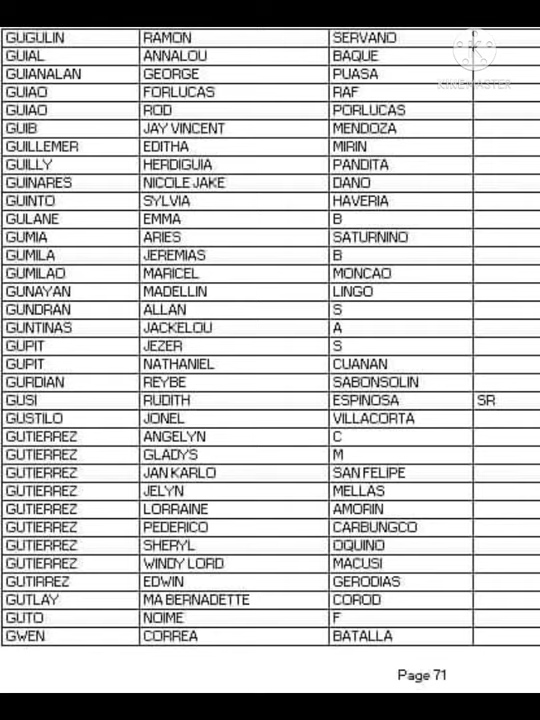 GUGULIN RAMON SERVANO
GUIAL ANNALOU BAQUE
GUIANALAN GEORGE PUASA
GUIAO FORLUCAS RAF
GUIAO ROD PORLUCAS
GUIB JAY VINCENT MENDOZA
GUILLEMER EDITHA MIRIN
GUILLY HERDIGUIA PANDITA
GUINARES NICOLE JAKE DANO
GUINTO SYLVIA HAVERIA
GULANE EMMA B
GUMIA ARIES SATURNINO
GUMILA JEREMIAS B
GUMILAO MARICEL MONCAO
GUNAYAN MADELLIN LINGO
GUNDRAN ALLAN S
GUNTINAS JACKELOU A
GUPIT JEZER S
GUPIT NATHANIEL CUANAN
GURDIAN REYBE SABONSOLIN
GUSI RUDITH ESPINOSA SR
GUSTILO JONEL VILLACORTA
GUTIERREZ ANGELYN C
GUTIERREZ GLADYS M
GUTIERREZ JAN KARLO SAN FELIPE
GUTIERREZ JELYN MELLAS
GUTIERREZ LORRAINE AMORIN
GUTIERREZ PEDERICO CARBUNGCO
GUTIERREZ SHERYL OQUINO
GUTIERREZ WINDY LORD MACUSI
GUTIRREZ EDWIN GERODIAS
GUTLAY MA BERNADETTE COROD
GUTO NOIME F
GWEN CORREA BATALLA
Page 71
KINEMASTER